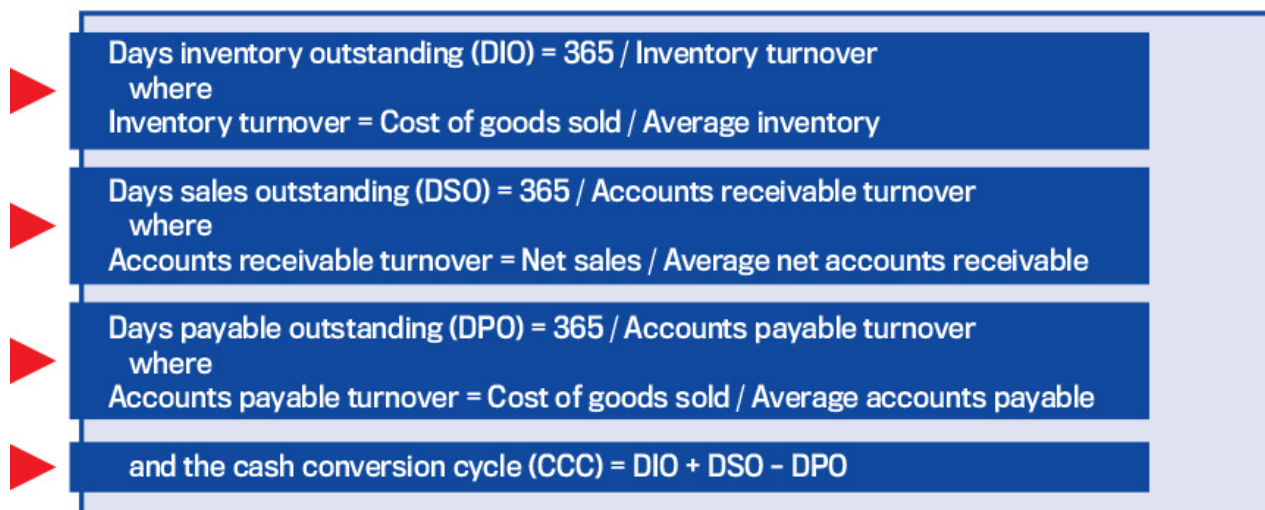 Days inventory outstanding (DIO) = 365 / Inventory turnover
where
Inventory turnover = Cost of goods sold / Average inventory
Days sales outstanding (DSO) = 365 / Accounts receivable turnover
where
Accounts receivable turnover = Net sales / Average net accounts receivable
Days payable outstanding (DPO) = 365 / Accounts payable turnover
where
Accounts payable turnover = Cost of goods sold / Average accounts payable
and the cash conversion cycle (CCC) = DIO + DSO – DPO